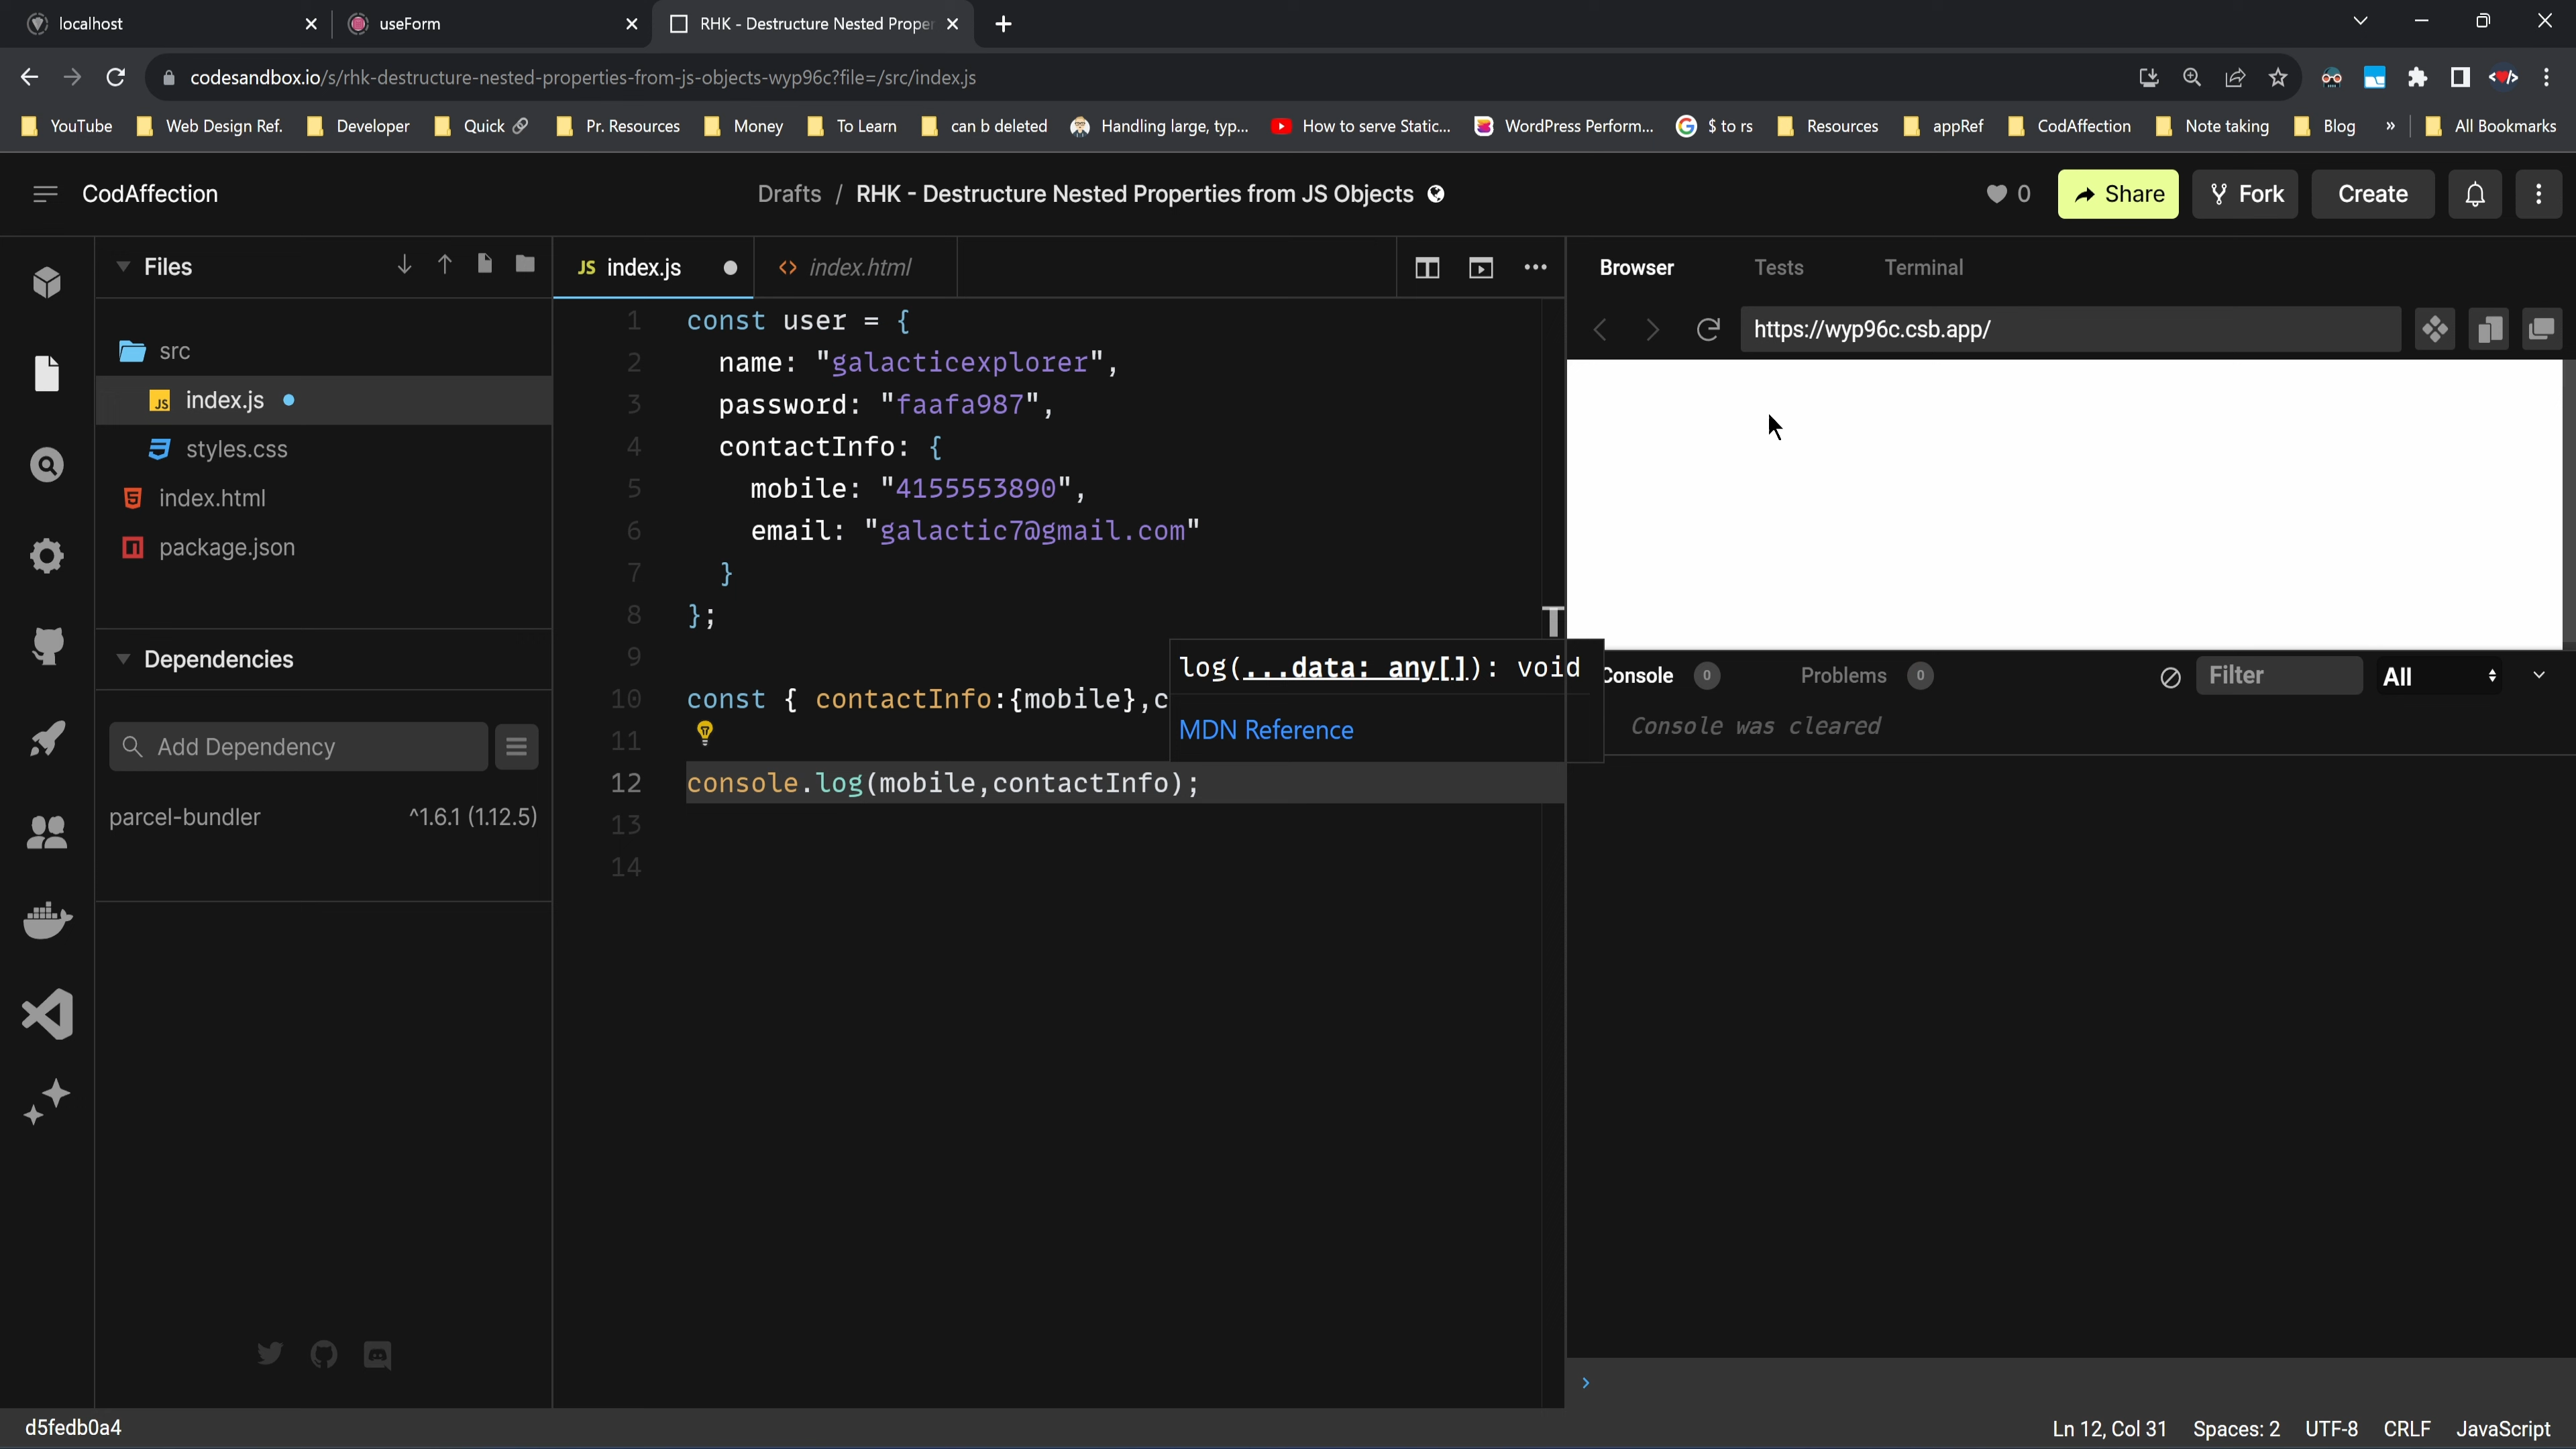 localhost
useForm
RHK - Destructure Nested Proper
codesandbox.io/s/rhk-destructure-nested-properties-from-js-objects-wyp96c?file=/src/index.js
YouTube Web Design Ref. Developer Quick Pr. Resources Money To Learn can b deleted Handling large, typ... How to serve Static... WordPress Perform... $ to rs Resources appRef CodAffection Note taking Blog » All Bookmarks
CodAffection
Drafts / RHK - Destructure Nested Properties from JS Objects
0 Share Fork Create
Files
src
JS index.js
styles.css
index.html
package.json
Dependencies
Add Dependency
parcel-bundler ^1.6.1 (1.12.5)
JS index.js <> index.html
1 const user = {
2 name: "galacticexplorer",
3 password: "faafa987",
4 contactInfo: {
5 mobile: "4155553890",
6 email: "galactic7@gmail.com"
7 }
8 };
9
10 const { contactInfo:{mobile},c
11
12 console.log(mobile,contactInfo);
13
14
log(...data: any[]): void
MDN Reference
Browser Tests Terminal
https://wyp96c.csb.app/
Console 0 Problems 0 Filter All
Console was cleared
d5fedb0a4
Ln 12, Col 31 Spaces: 2 UTF-8 CRLF JavaScript